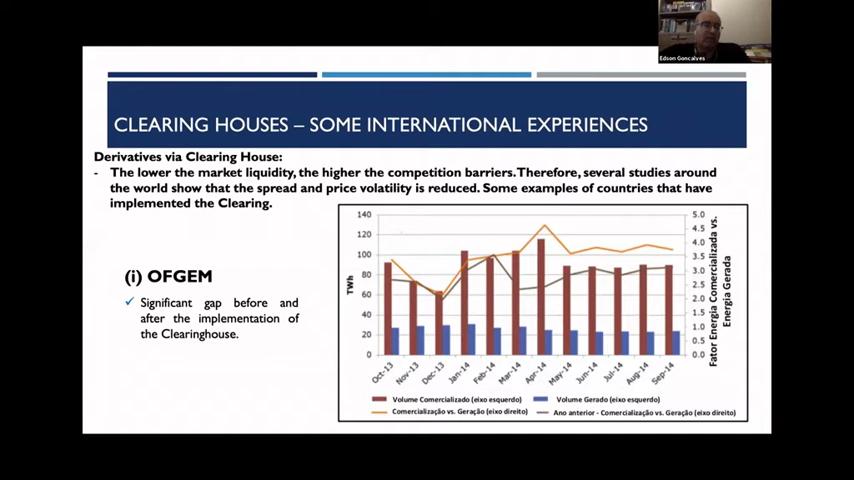 Edson Goncalves
CLEARING HOUSES – SOME INTERNATIONAL EXPERIENCES
Derivatives via Clearing House:
- The lower the market liquidity, the higher the competition barriers. Therefore, several studies around
the world show that the spread and price volatility is reduced. Some examples of countries that have
implemented the Clearing.
(i) OFGEM
✓ Significant gap before and
after the implementation of
the Clearinghouse.
TWh
140
120
100
80
60
40
20
0
5.0
4.5
4.0
3.5
3.0
2.5
2.0
1.5
1.0
0.5
0.0
Fator Energia Comercializada vs.
Energia Gerada
Oct-13 Nov-13 Dec-13 Jan-14 Feb-14 Mar-14 Apr-14 May-14 Jun-14 Jul-14 Aug-14 Sep-14
Volume Comercializado (eixo esquerdo) Volume Gerado (eixo esquerdo)
Comercialização vs. Geração (eixo direito) Ano anterior - Comercialização vs. Geração (eixo direito)